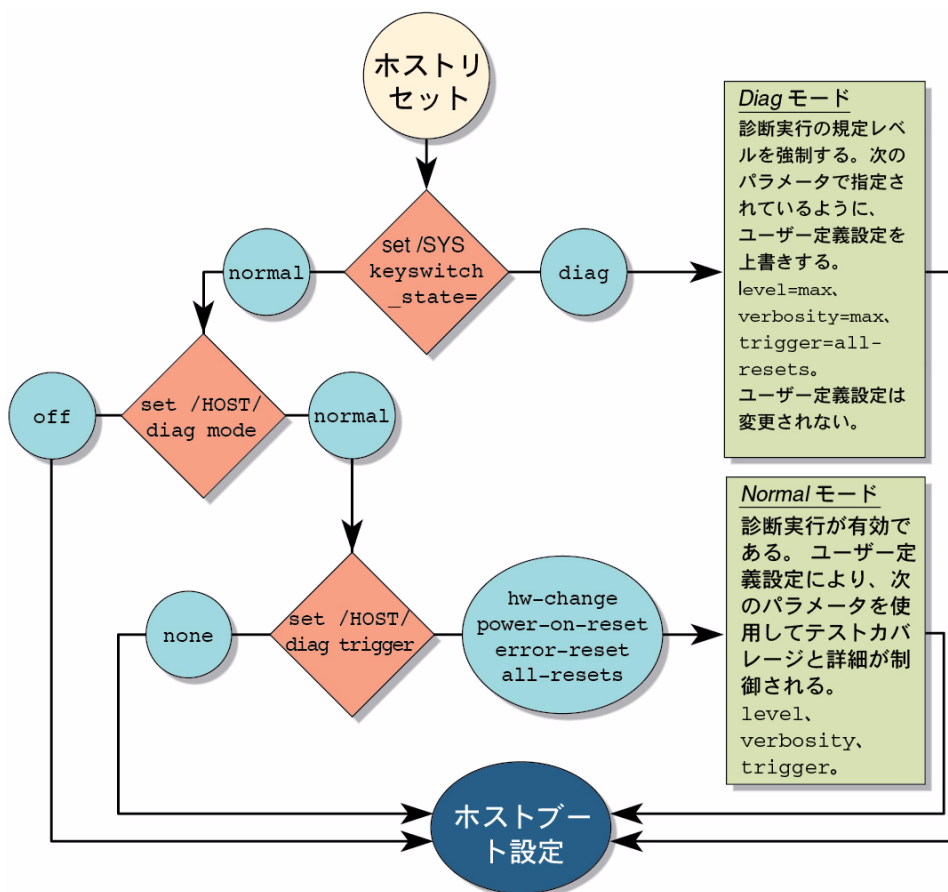 ホストリ
セット
set /SYS
keyswitch
_state=
normal
diag
Diag モード
診断実行の規定レベ
ルを強制する。次の
パラメータで指定さ
れているように、
ユーザー定義設定を
上書きする。
level=max、
verbosity=max、
trigger=all-
resets。
ユーザー定義設定は
変更されない。
off
set /HOST/
diag mode
normal
none
set /HOST/
diag trigger
hw-change
power-on-reset
error-reset
all-resets
Normal モード
診断実行が有効で
ある。 ユーザー定
義設定により、次
のパラメータを使
用してテストカバ
レージと詳細が制
御される。
level、
verbosity、
trigger。
ホストブー
ト設定